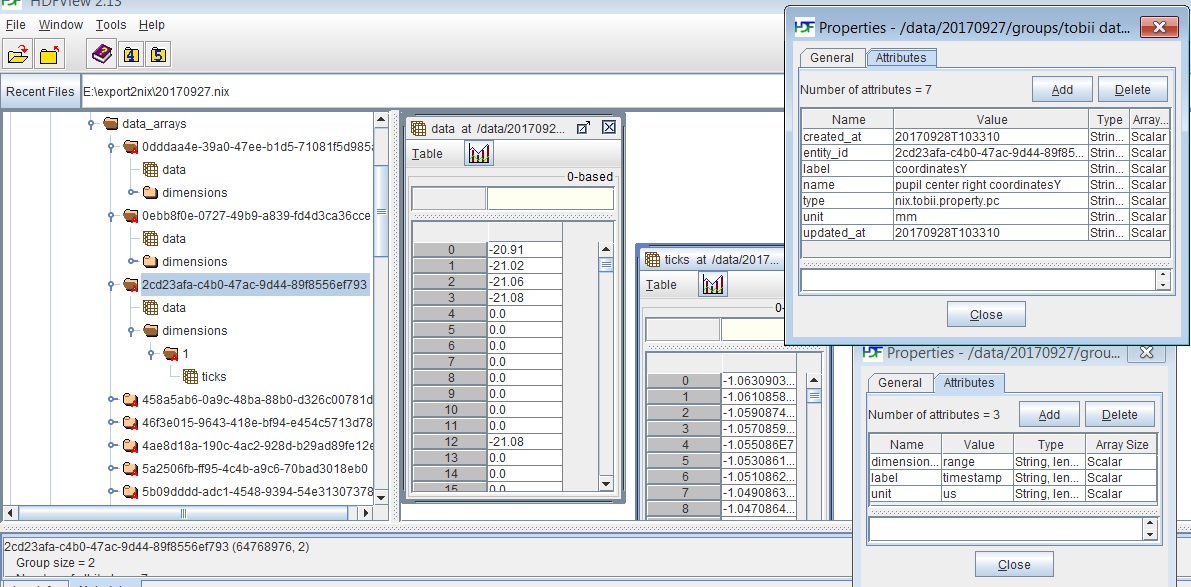 HDFView 2.13
File Window Tools Help
Recent Files E:\export2nix\20170927.nix
data_arrays
0dddaa4e-39a0-47ee-b1d5-71081f5d985
data
dimensions
0ebb8f0e-0727-49b9-a839-fd4d3ca36cce
data
dimensions
2cd23afa-c4b0-47ac-9d44-89f8556ef793
data
dimensions
1
ticks
458a5ab6-0a9c-48ba-88b0-d326c00781d
46f3e015-9643-418e-bf94-e454c5713d78
4ae8d18a-190c-4ac2-928d-b29ad89fe12e
5a2506fb-ff95-4c4b-a9c6-70bad3018eb0
5b09dddd-adc1-4548-9394-54e31307378
data at /data/2017092...
Table
0-based
0 -20.91
1 -21.02
2 -21.06
3 -21.08
4 0.0
5 0.0
6 0.0
7 0.0
8 0.0
9 0.0
10 0.0
11 0.0
12 -21.08
13 0.0
14 0.0
15 0.0
ticks at /data/2017...
Table
0-
0 -1.0630903...
1 -1.0610858...
2 -1.0590874...
3 -1.0570859...
4 -1.055086E7
5 -1.0530861...
6 -1.0510862...
7 -1.0490863...
8 -1.0470864...
HDF Properties - /data/20170927/groups/tobii dat...
General Attributes
Number of attributes = 7 Add Delete
Name Value Type Array...
created_at 20170928T103310 Strin... Scalar
entity_id 2cd23afa-c4b0-47ac-9d44-89f85... Strin... Scalar
label coordinatesY Strin... Scalar
name pupil center right coordinatesY Strin... Scalar
type nix.tobii.property.pc Strin... Scalar
unit mm Strin... Scalar
updated_at 20170928T103310 Strin... Scalar
Close
HDF Properties - /data/20170927/grou...
General Attributes
Number of attributes = 3 Add Delete
Name Value Type Array Size
dimension... range String, len... Scalar
label timestamp String, len... Scalar
unit us String, len... Scalar
Close
2cd23afa-c4b0-47ac-9d44-89f8556ef793 (64768976, 2)
Group size = 2